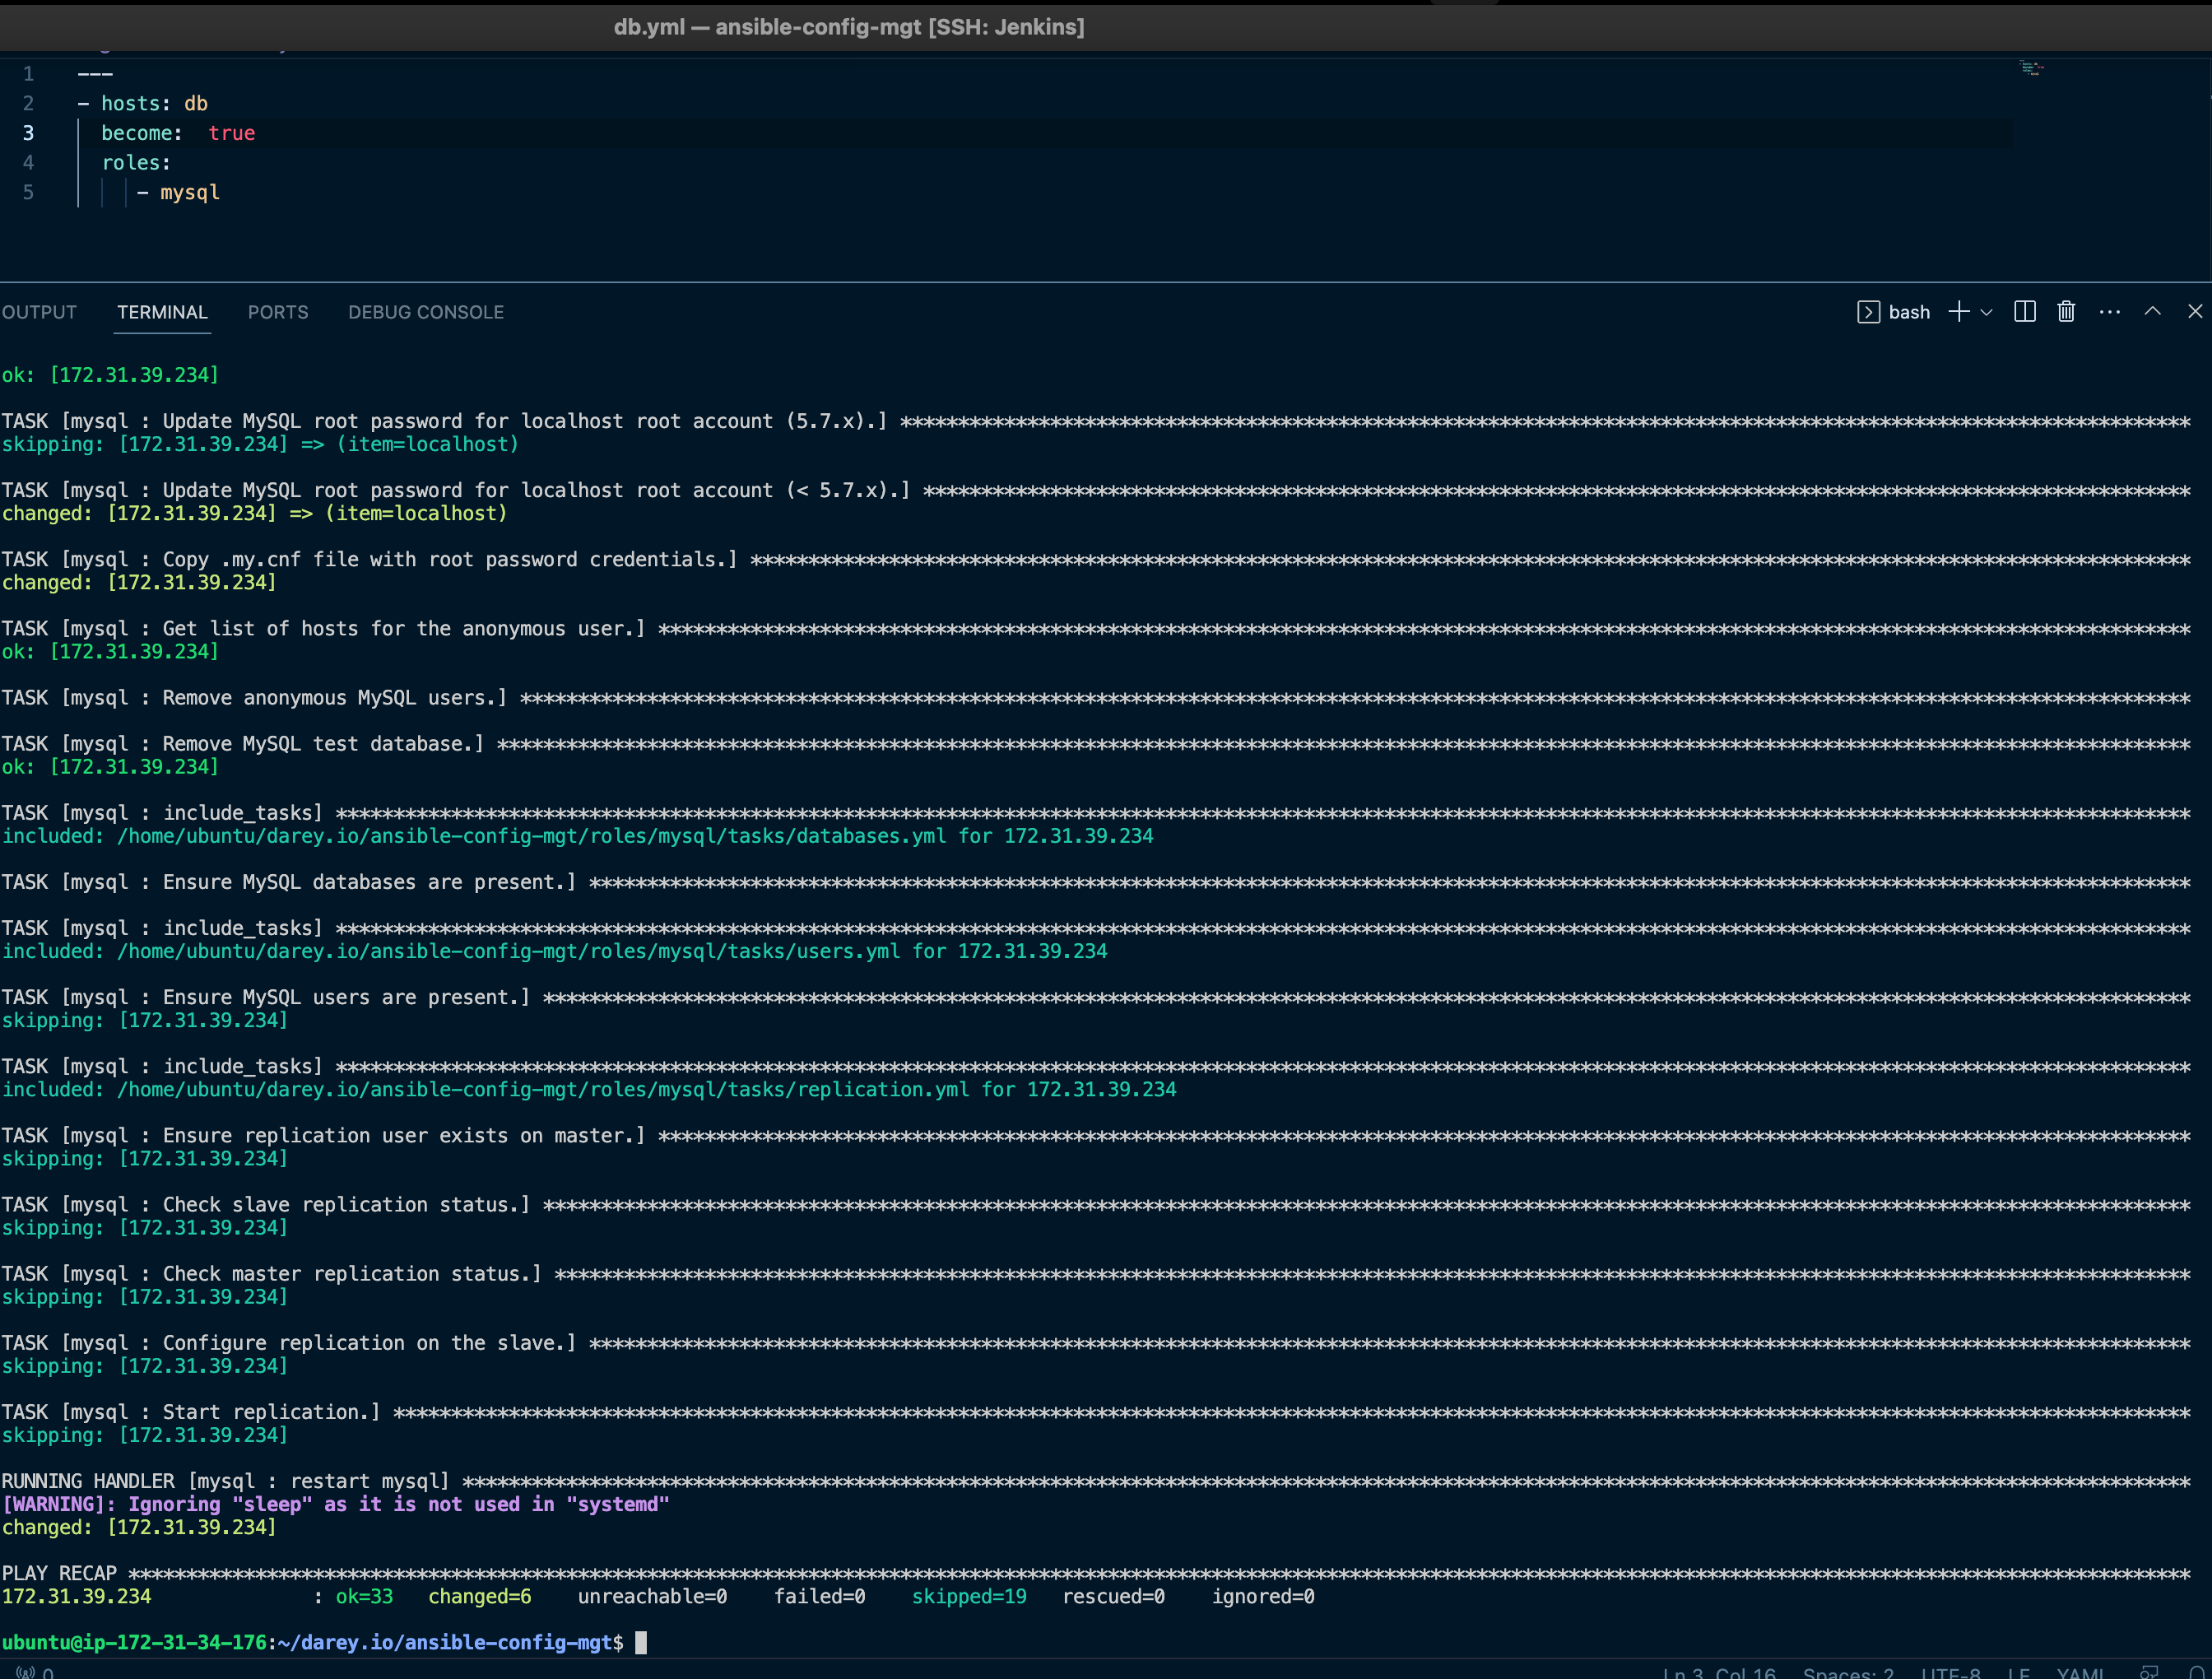 db.yml — ansible-config-mgt [SSH: Jenkins]
1 ---
2 - hosts: db
3 become:  true
4 roles:
5 - mysql
OUTPUT TERMINAL PORTS DEBUG CONSOLE bash
ok: [172.31.39.234]
TASK [mysql : Update MySQL root password for localhost root account (5.7.x).] ****************************************************************************************************************
skipping: [172.31.39.234] => (item=localhost)
TASK [mysql : Update MySQL root password for localhost root account (< 5.7.x).] **************************************************************************************************************
changed: [172.31.39.234] => (item=localhost)
TASK [mysql : Copy .my.cnf file with root password credentials.] *****************************************************************************************************************************
changed: [172.31.39.234]
TASK [mysql : Get list of hosts for the anonymous user.] *************************************************************************************************************************************
ok: [172.31.39.234]
TASK [mysql : Remove anonymous MySQL users.] *************************************************************************************************************************************************
TASK [mysql : Remove MySQL test database.] ***************************************************************************************************************************************************
ok: [172.31.39.234]
TASK [mysql : include_tasks] *****************************************************************************************************************************************************************
included: /home/ubuntu/darey.io/ansible-config-mgt/roles/mysql/tasks/databases.yml for 172.31.39.234
TASK [mysql : Ensure MySQL databases are present.] *******************************************************************************************************************************************
TASK [mysql : include_tasks] *****************************************************************************************************************************************************************
included: /home/ubuntu/darey.io/ansible-config-mgt/roles/mysql/tasks/users.yml for 172.31.39.234
TASK [mysql : Ensure MySQL users are present.] ***********************************************************************************************************************************************
skipping: [172.31.39.234]
TASK [mysql : include_tasks] *****************************************************************************************************************************************************************
included: /home/ubuntu/darey.io/ansible-config-mgt/roles/mysql/tasks/replication.yml for 172.31.39.234
TASK [mysql : Ensure replication user exists on master.] *************************************************************************************************************************************
skipping: [172.31.39.234]
TASK [mysql : Check slave replication status.] ***********************************************************************************************************************************************
skipping: [172.31.39.234]
TASK [mysql : Check master replication status.] **********************************************************************************************************************************************
skipping: [172.31.39.234]
TASK [mysql : Configure replication on the slave.] *******************************************************************************************************************************************
skipping: [172.31.39.234]
TASK [mysql : Start replication.] ************************************************************************************************************************************************************
skipping: [172.31.39.234]
RUNNING HANDLER [mysql : restart mysql] ******************************************************************************************************************************************************
[WARNING]: Ignoring "sleep" as it is not used in "systemd"
changed: [172.31.39.234]
PLAY RECAP ***********************************************************************************************************************************************************************************
172.31.39.234              : ok=33   changed=6    unreachable=0    failed=0    skipped=19   rescued=0    ignored=0
ubuntu@ip-172-31-34-176:~/darey.io/ansible-config-mgt$
0 Ln 3, Col 16 Spaces: 2 UTF-8 LF YAML